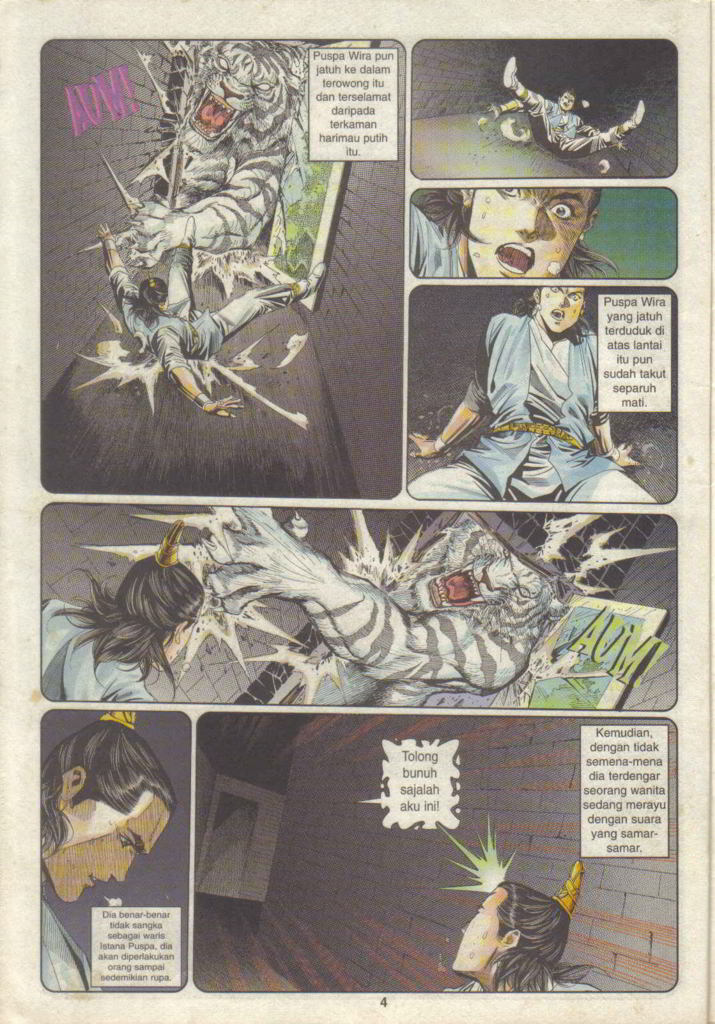 AUM!
Puspa Wira pun
jatuh ke dalam
terowong itu
dan terselamat
daripada
terkaman
harimau putih
itu.
Puspa Wira
yang jatuh
terduduk di
atas lantai
itu pun
sudah takut
separuh
mati.
AUM!
Dia benar-benar
tidak sangka
sebagai waris
Istana Puspa, dia
akan diperlakukan
orang sampai
sedemikian rupa.
Tolong
bunuh
sajalah
aku ini!
Kemudian,
dengan tidak
semena-mena
dia terdengar
seorang wanita
sedang merayu
dengan suara
yang samar-
samar.
4